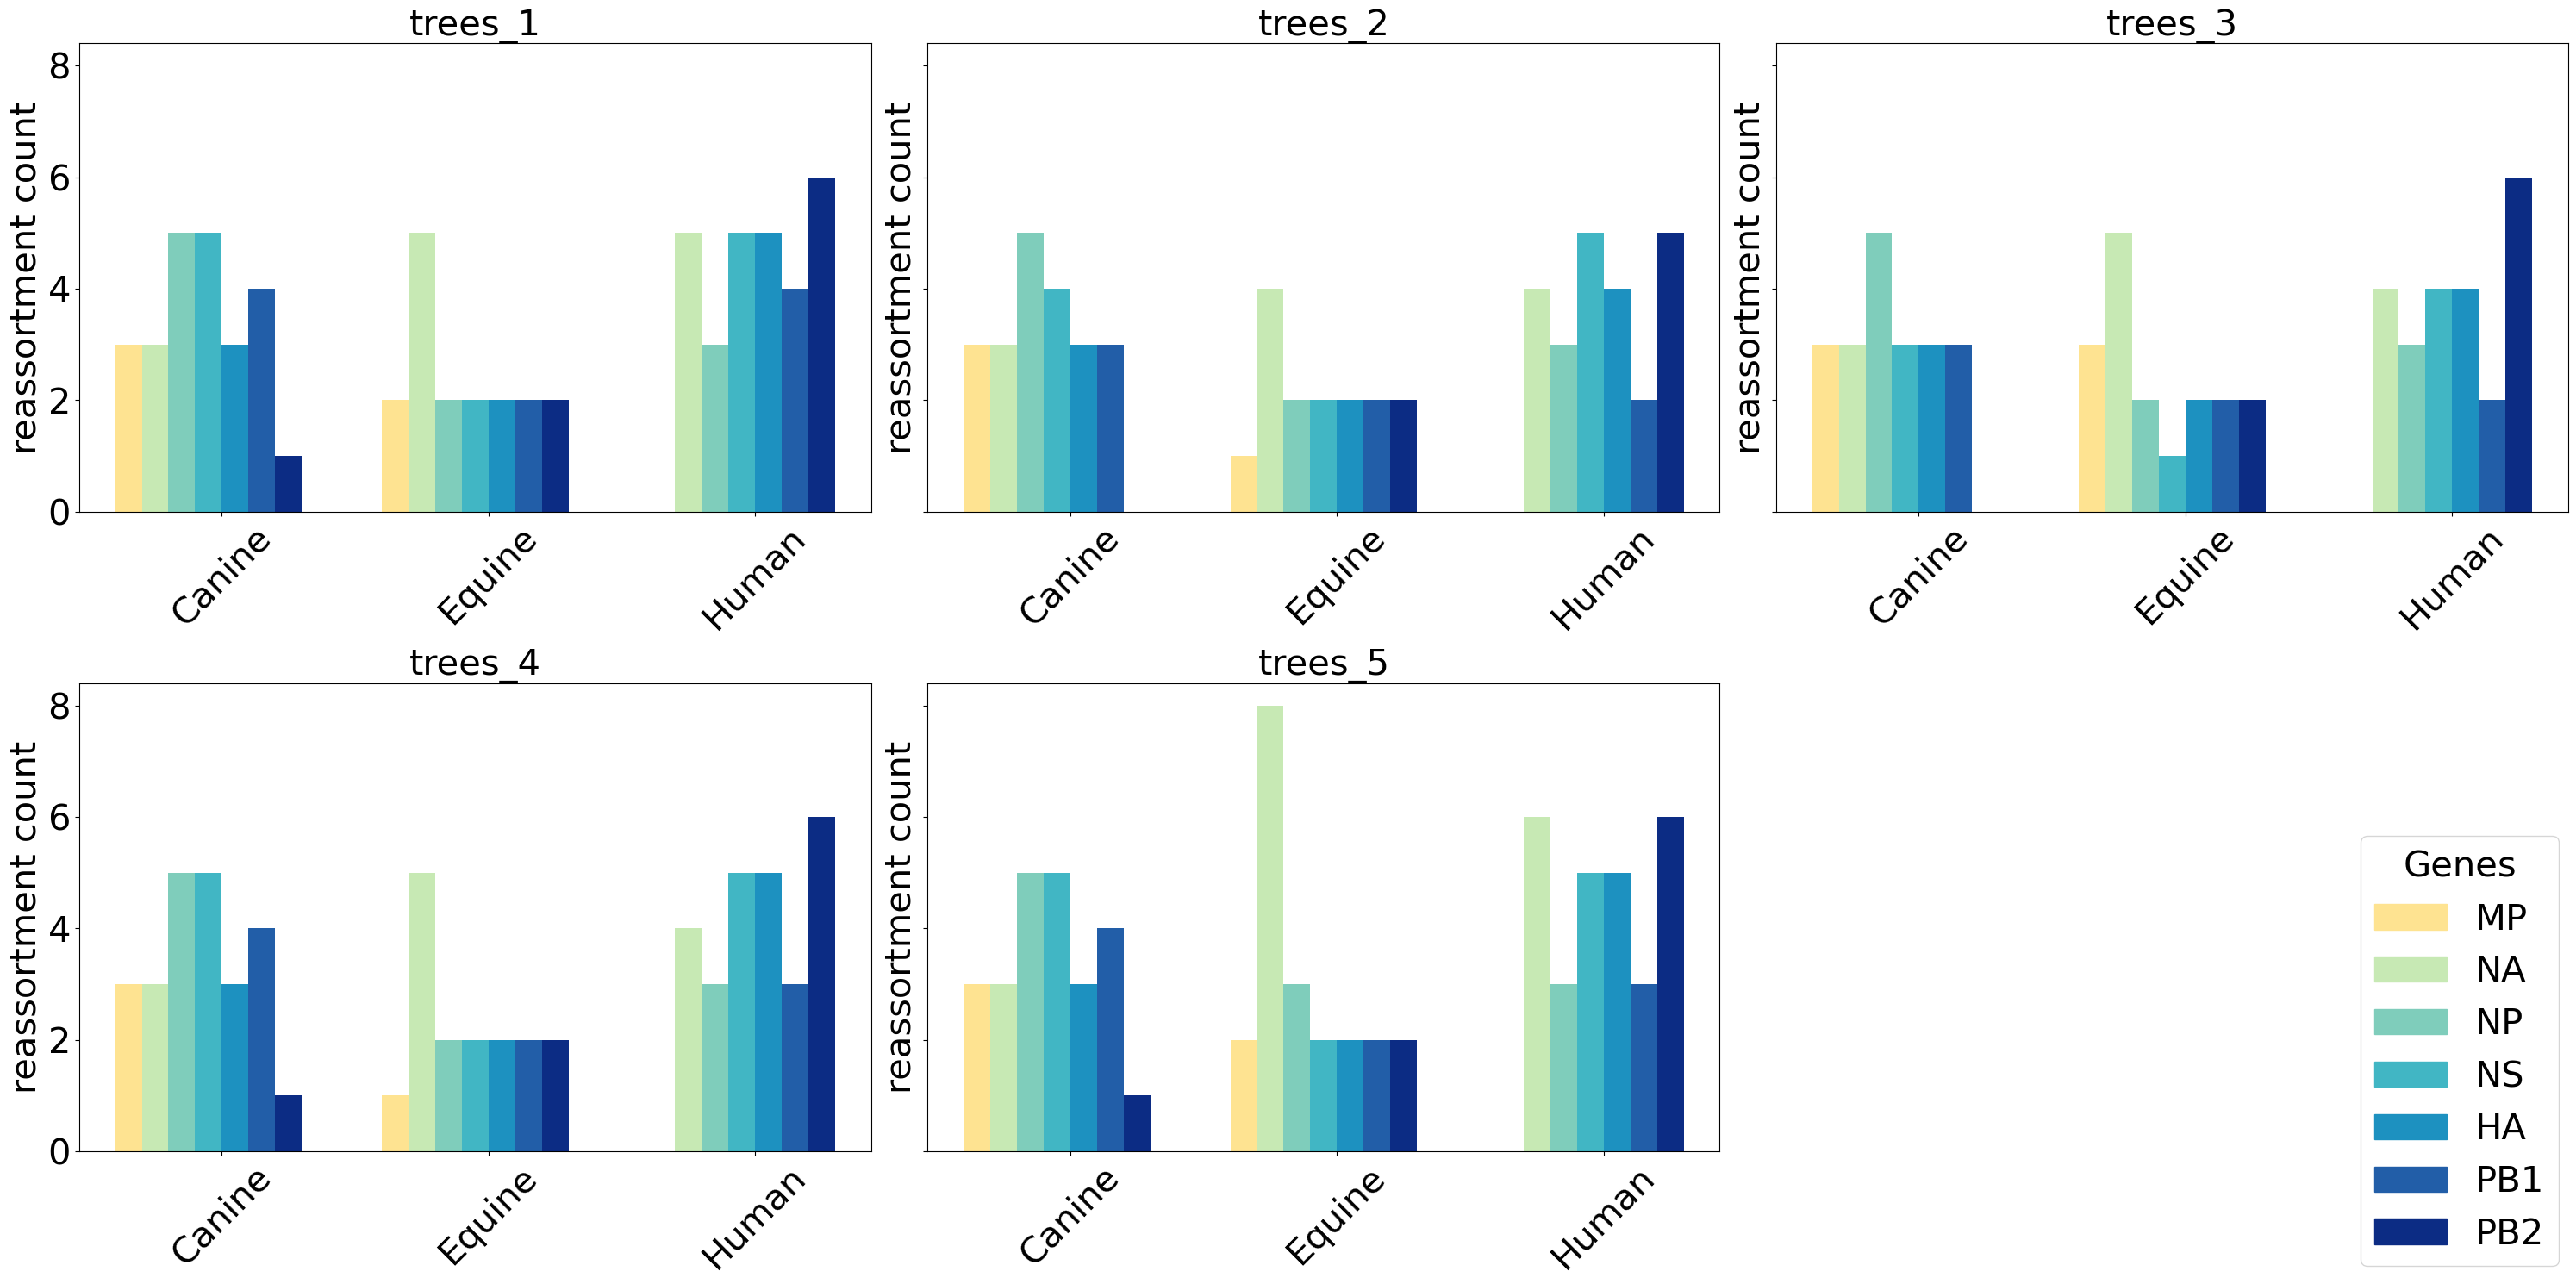 trees_1
trees_2
trees_3
reassortment count
8
6
4
2
0
reassortment count
reassortment count
Canine
Equine
Human
Canine
Equine
Human
Canine
Equine
Human
trees_4
trees_5
reassortment count
8
6
4
2
0
reassortment count
Canine
Equine
Human
Canine
Equine
Human
Genes
MP
NA
NP
NS
HA
PB1
PB2